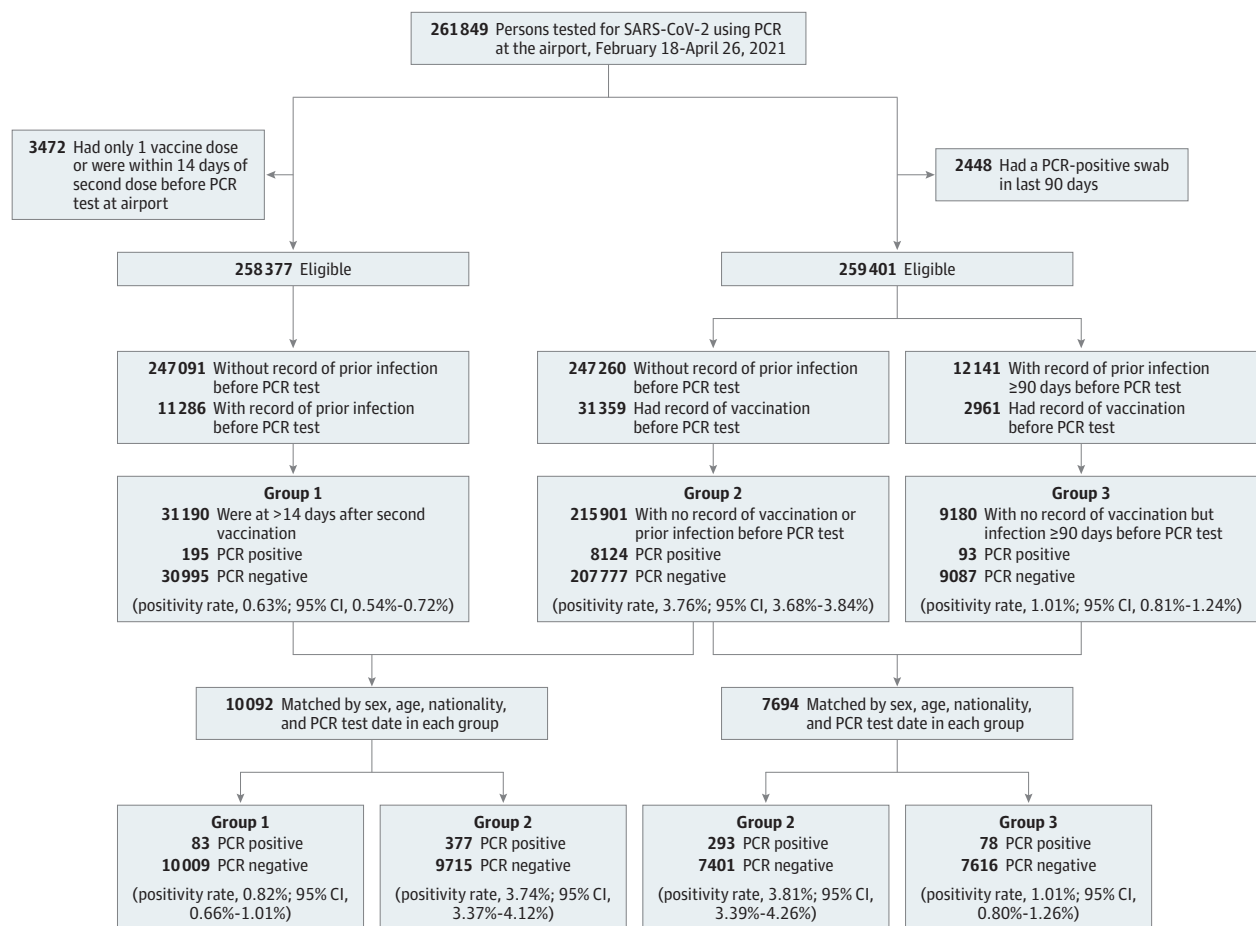 261849 Persons tested for SARS-CoV-2 using PCR
at the airport, February 18-April 26, 2021
3472 Had only 1 vaccine dose
or were within 14 days of
second dose before PCR
test at airport
2448 Had a PCR-positive swab
in last 90 days
258377 Eligible
259401 Eligible
247091 Without record of prior infection
before PCR test
11286 With record of prior infection
before PCR test
247260 Without record of prior infection
before PCR test
31359 Had record of vaccination
before PCR test
12141 With record of prior infection
≥90 days before PCR test
2961 Had record of vaccination
before PCR test
Group 1
31190 Were at >14 days after second
vaccination
195 PCR positive
30995 PCR negative
(positivity rate, 0.63%; 95% CI, 0.54%-0.72%)
Group 2
215901 With no record of vaccination or
prior infection before PCR test
8124 PCR positive
207777 PCR negative
(positivity rate, 3.76%; 95% CI, 3.68%-3.84%)
Group 3
9180 With no record of vaccination but
infection ≥90 days before PCR test
93 PCR positive
9087 PCR negative
(positivity rate, 1.01%; 95% CI, 0.81%-1.24%)
10092 Matched by sex, age, nationality,
and PCR test date in each group
7694 Matched by sex, age, nationality,
and PCR test date in each group
Group 1
83 PCR positive
10009 PCR negative
(positivity rate, 0.82%; 95% CI,
0.66%-1.01%)
Group 2
377 PCR positive
9715 PCR negative
(positivity rate, 3.74%; 95% CI,
3.37%-4.12%)
Group 2
293 PCR positive
7401 PCR negative
(positivity rate, 3.81%; 95% CI,
3.39%-4.26%)
Group 3
78 PCR positive
7616 PCR negative
(positivity rate, 1.01%; 95% CI,
0.80%-1.26%)